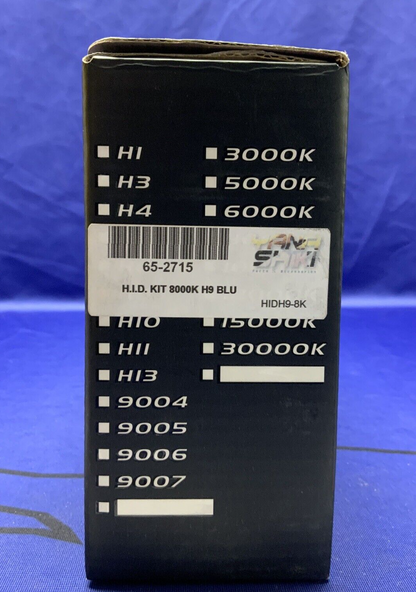 H1 3000K
H3 5000K
H4 6000K
65-2715
H.I.D. KIT 8000K H9 BLU
HIDH9-8K
H10 15000K
H11 30000K
H13
9004
9005
9006
9007